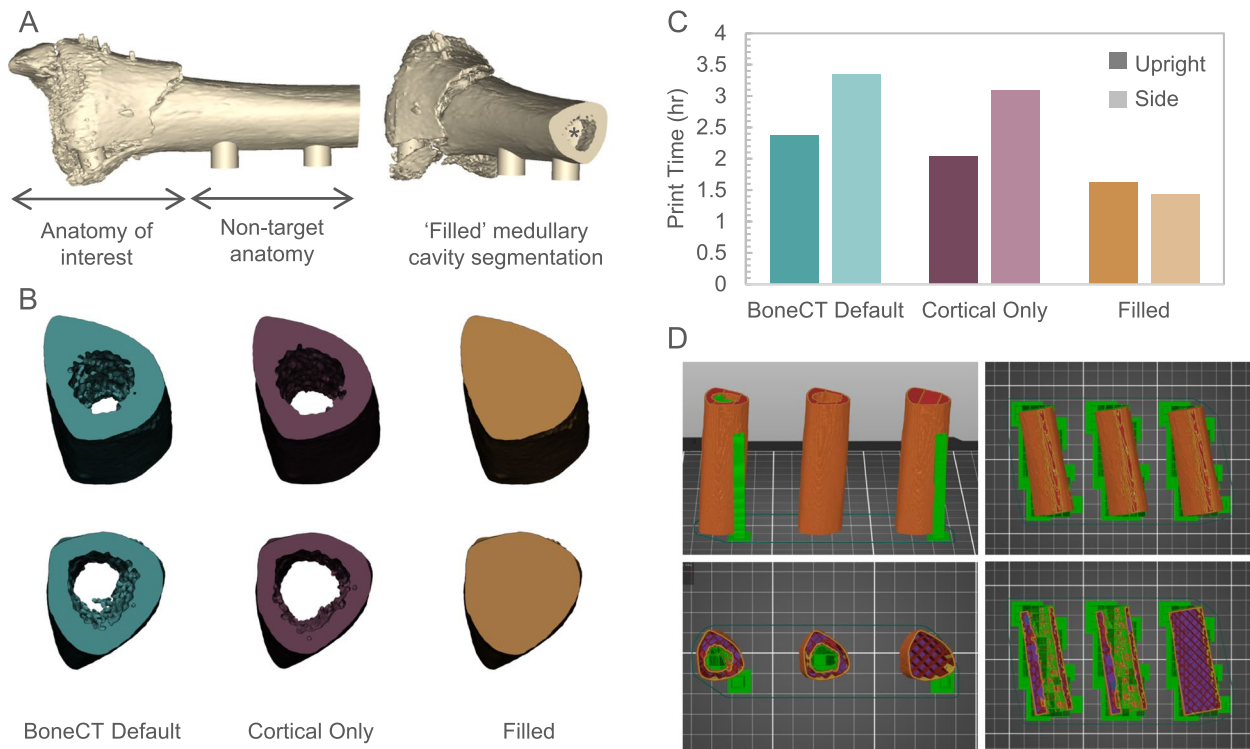 A
Anatomy of
interest
Non-target
anatomy
*
‘Filled’ medullary
cavity segmentation
B
BoneCT Default
Cortical Only
Filled
C
Print Time (hr)
4
3.5
3
2.5
2
1.5
1
0.5
0
Upright
Side
BoneCT Default
Cortical Only
Filled
D